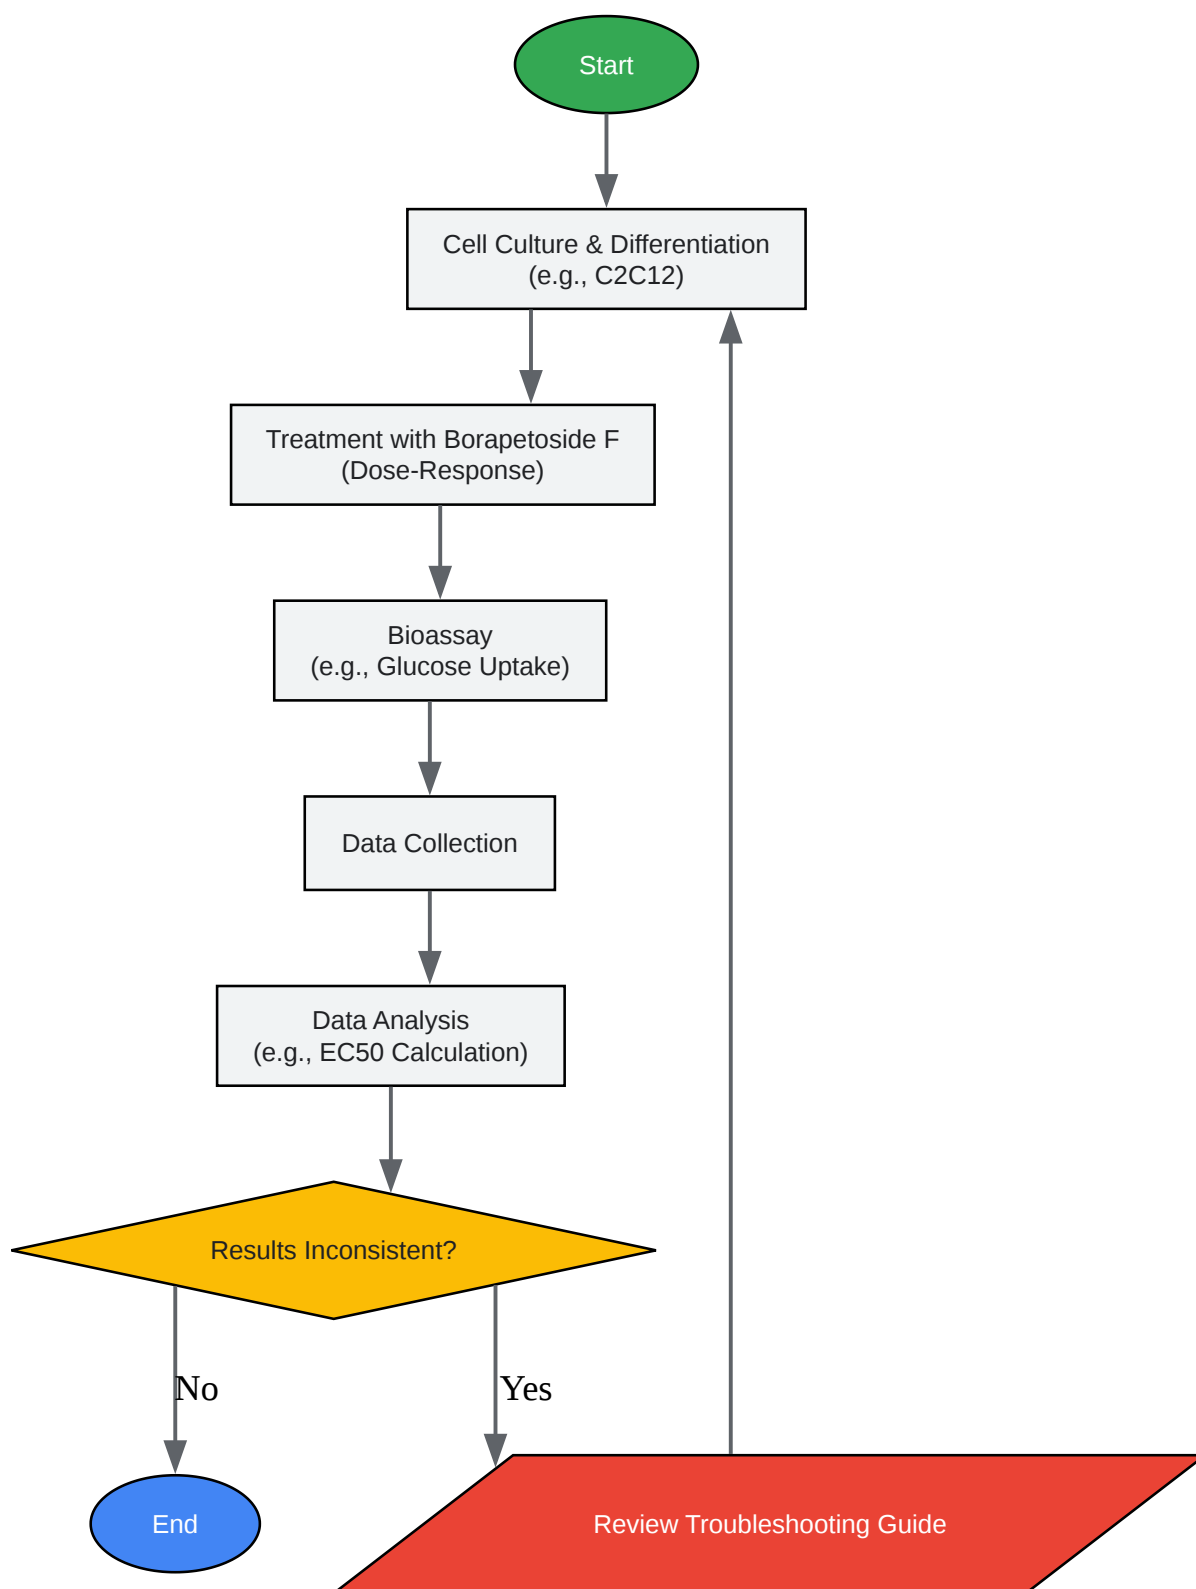 Start
Cell Culture & Differentiation
(e.g., C2C12)
Treatment with Borapetoside F
(Dose-Response)
Bioassay
(e.g., Glucose Uptake)
Data Collection
Data Analysis
(e.g., EC50 Calculation)
Results Inconsistent?
No
Yes
End
Review Troubleshooting Guide